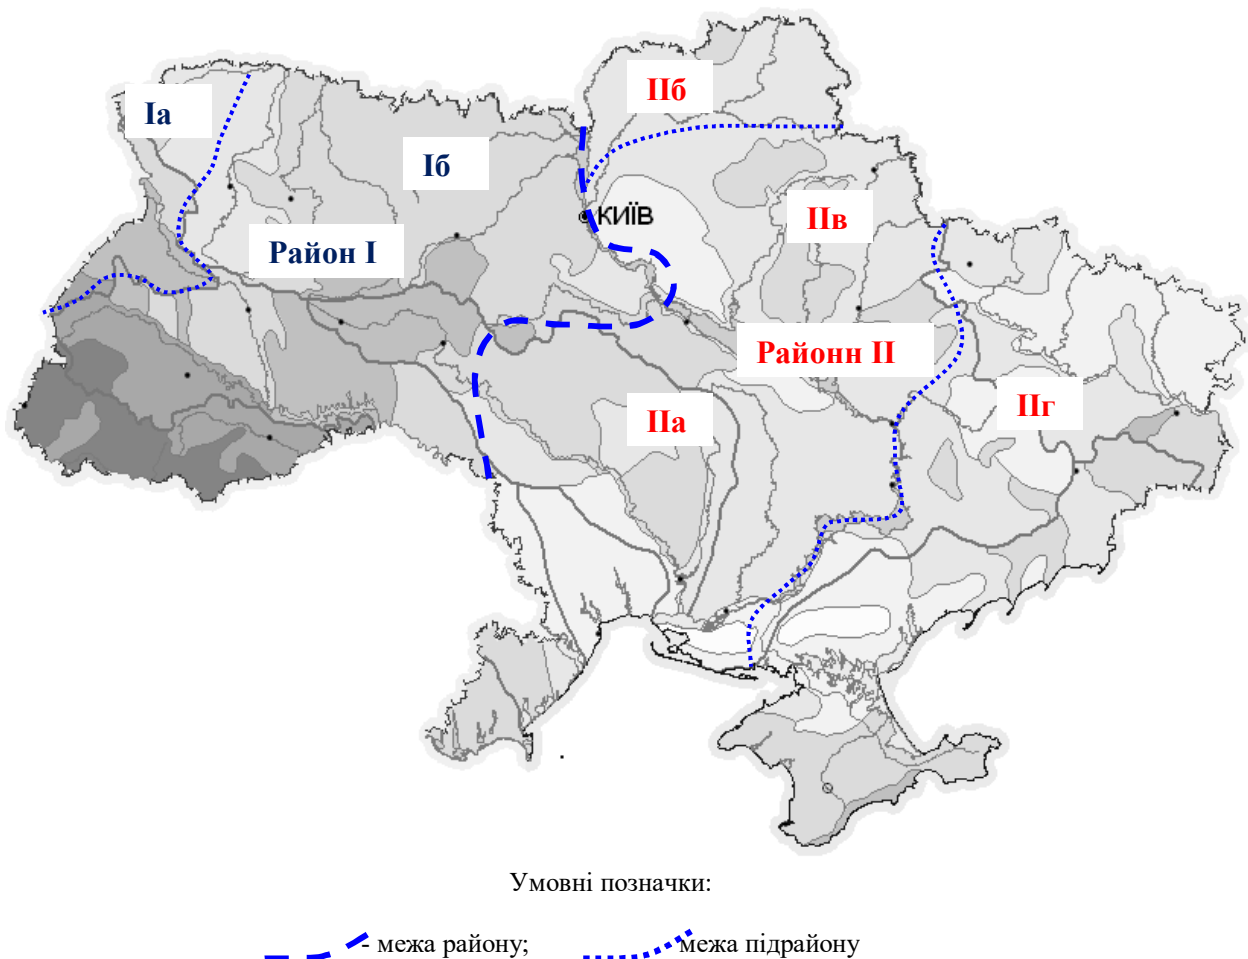 ІІб
Іа
Іб
КИЇВ
ІІв
Район І
Районн ІІ
ІІа
ІІг
Умовні позначки:
- межа району;
межа підрайону